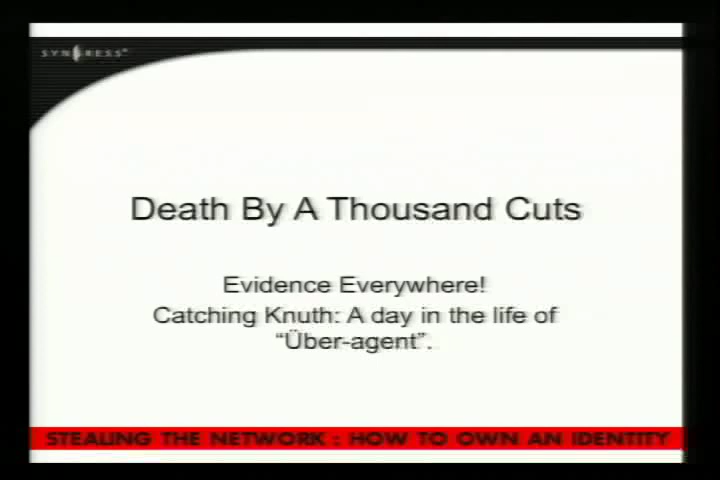 SYNGRESS™
Death By A Thousand Cuts
Evidence Everywhere!
Catching Knuth: A day in the life of
“Über-agent”.
STEALING THE NETWORK : HOW TO OWN AN IDENTITY